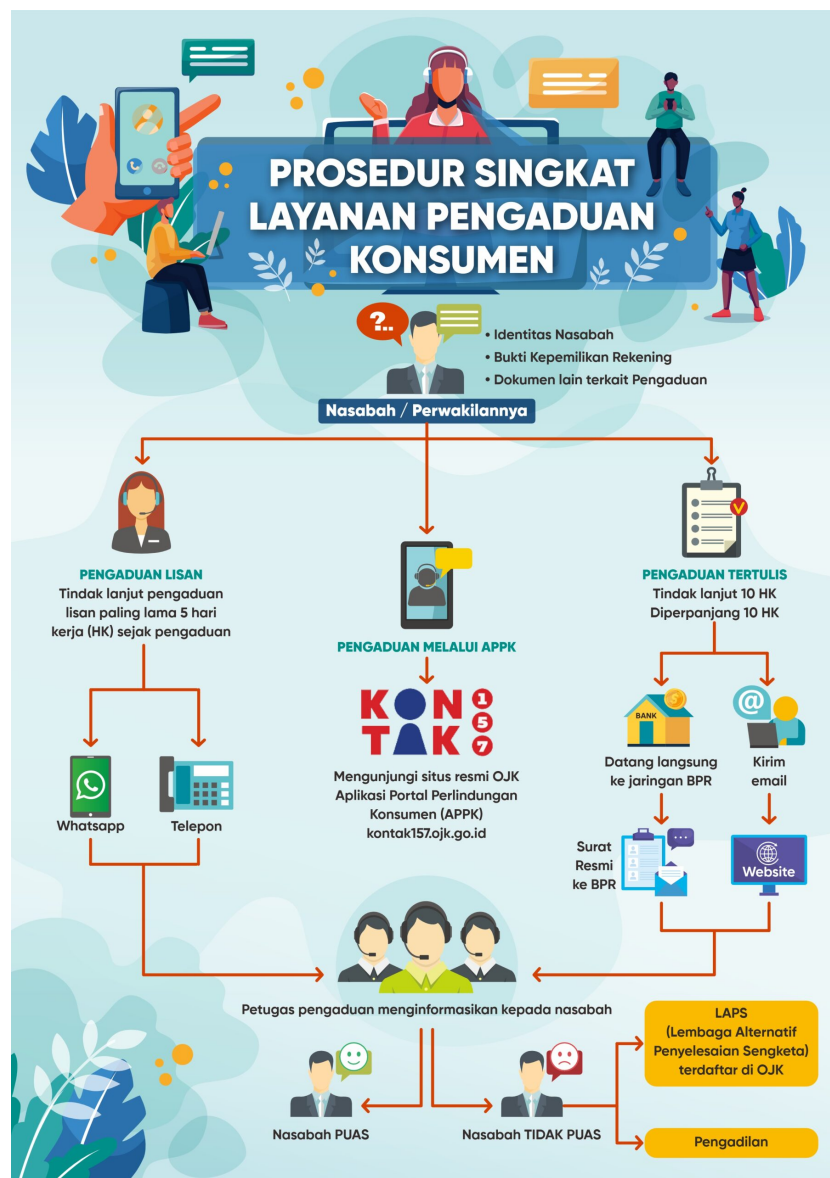 PROSEDUR SINGKAT
LAYANAN PENGADUAN
KONSUMEN
?..
• Identitas Nasabah
• Bukti Kepemilikan Rekening
• Dokumen lain terkait Pengaduan
Nasabah / Perwakilannya
PENGADUAN LISAN
Tindak lanjut pengaduan
lisan paling lama 5 hari
kerja (HK) sejak pengaduan
Whatsapp
Telepon
PENGADUAN MELALUI APPK
KONTAK 157
Mengunjungi situs resmi OJK
Aplikasi Portal Perlindungan
Konsumen (APPK)
kontak157.ojk.go.id
PENGADUAN TERTULIS
Tindak lanjut 10 HK
Diperpanjang 10 HK
BANK
Datang langsung
ke jaringan BPR
@
Kirim
email
Surat
Resmi
ke BPR
Website
Petugas pengaduan menginformasikan kepada nasabah
Nasabah PUAS
Nasabah TIDAK PUAS
LAPS
(Lembaga Alternatif
Penyelesaian Sengketa)
terdaftar di OJK
Pengadilan